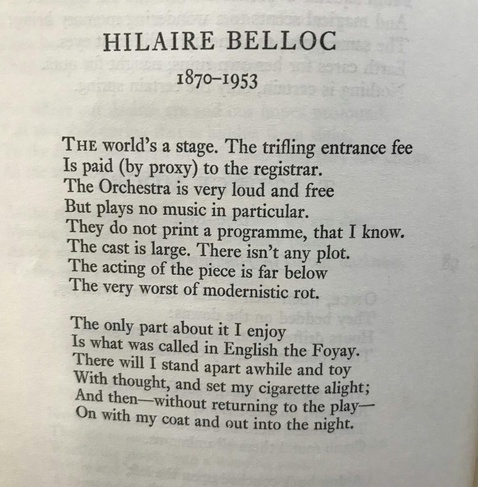 HILAIRE BELLOC
1870–1953
THE world's a stage. The trifling entrance fee
Is paid (by proxy) to the registrar.
The Orchestra is very loud and free
But plays no music in particular.
They do not print a programme, that I know.
The cast is large. There isn't any plot.
The acting of the piece is far below
The very worst of modernistic rot.
The only part about it I enjoy
Is what was called in English the Foyay.
There will I stand apart awhile and toy
With thought, and set my cigarette alight;
And then—without returning to the play—
On with my coat and out into the night.